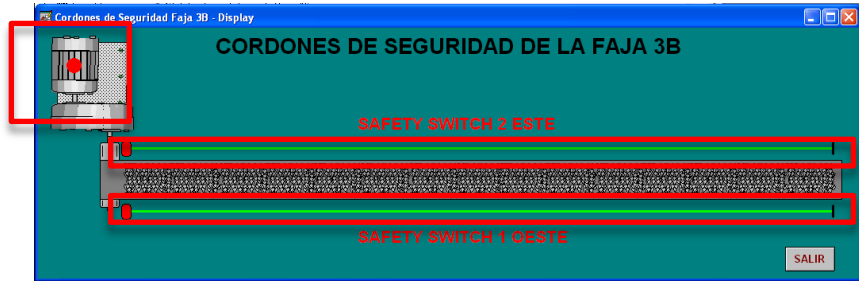 Cordones de Seguridad Faja 3B - Display
CORDONES DE SEGURIDAD DE LA FAJA 3B
SAFETY SWITCH 2 ESTE
SAFETY SWITCH 1 OESTE
SALIR